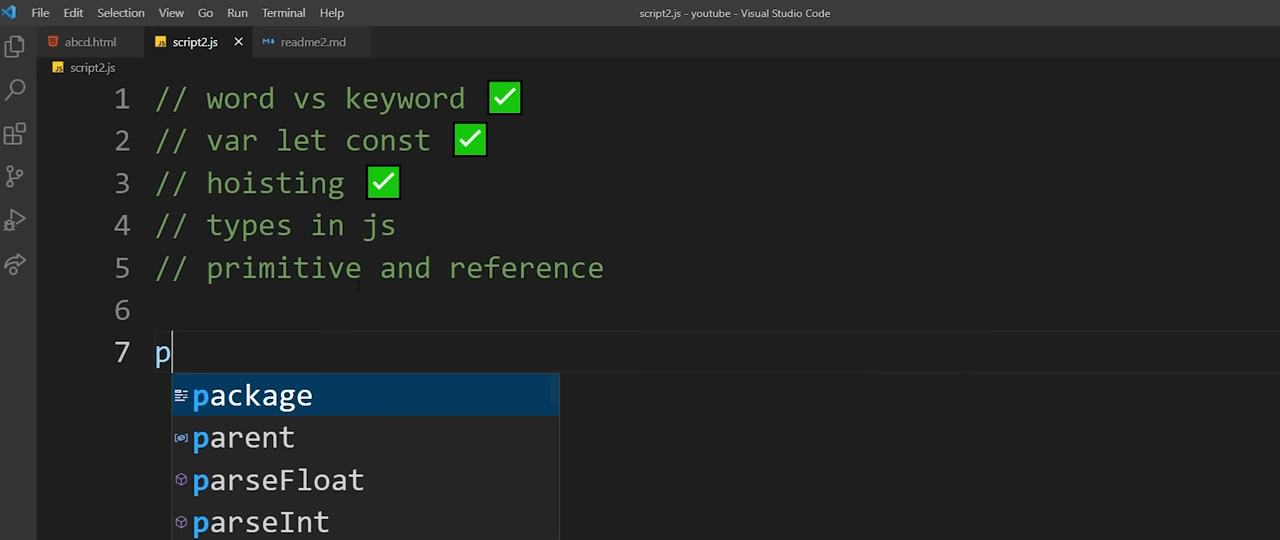 File Edit Selection View Go Run Terminal Help script2.js - youtube - Visual Studio Code
abcd.html script2.js readme2.md
script2.js
1 // word vs keyword ✅
2 // var let const ✅
3 // hoisting ✅
4 // types in js
5 // primitive and reference
6
7 p
package
parent
parseFloat
parseInt